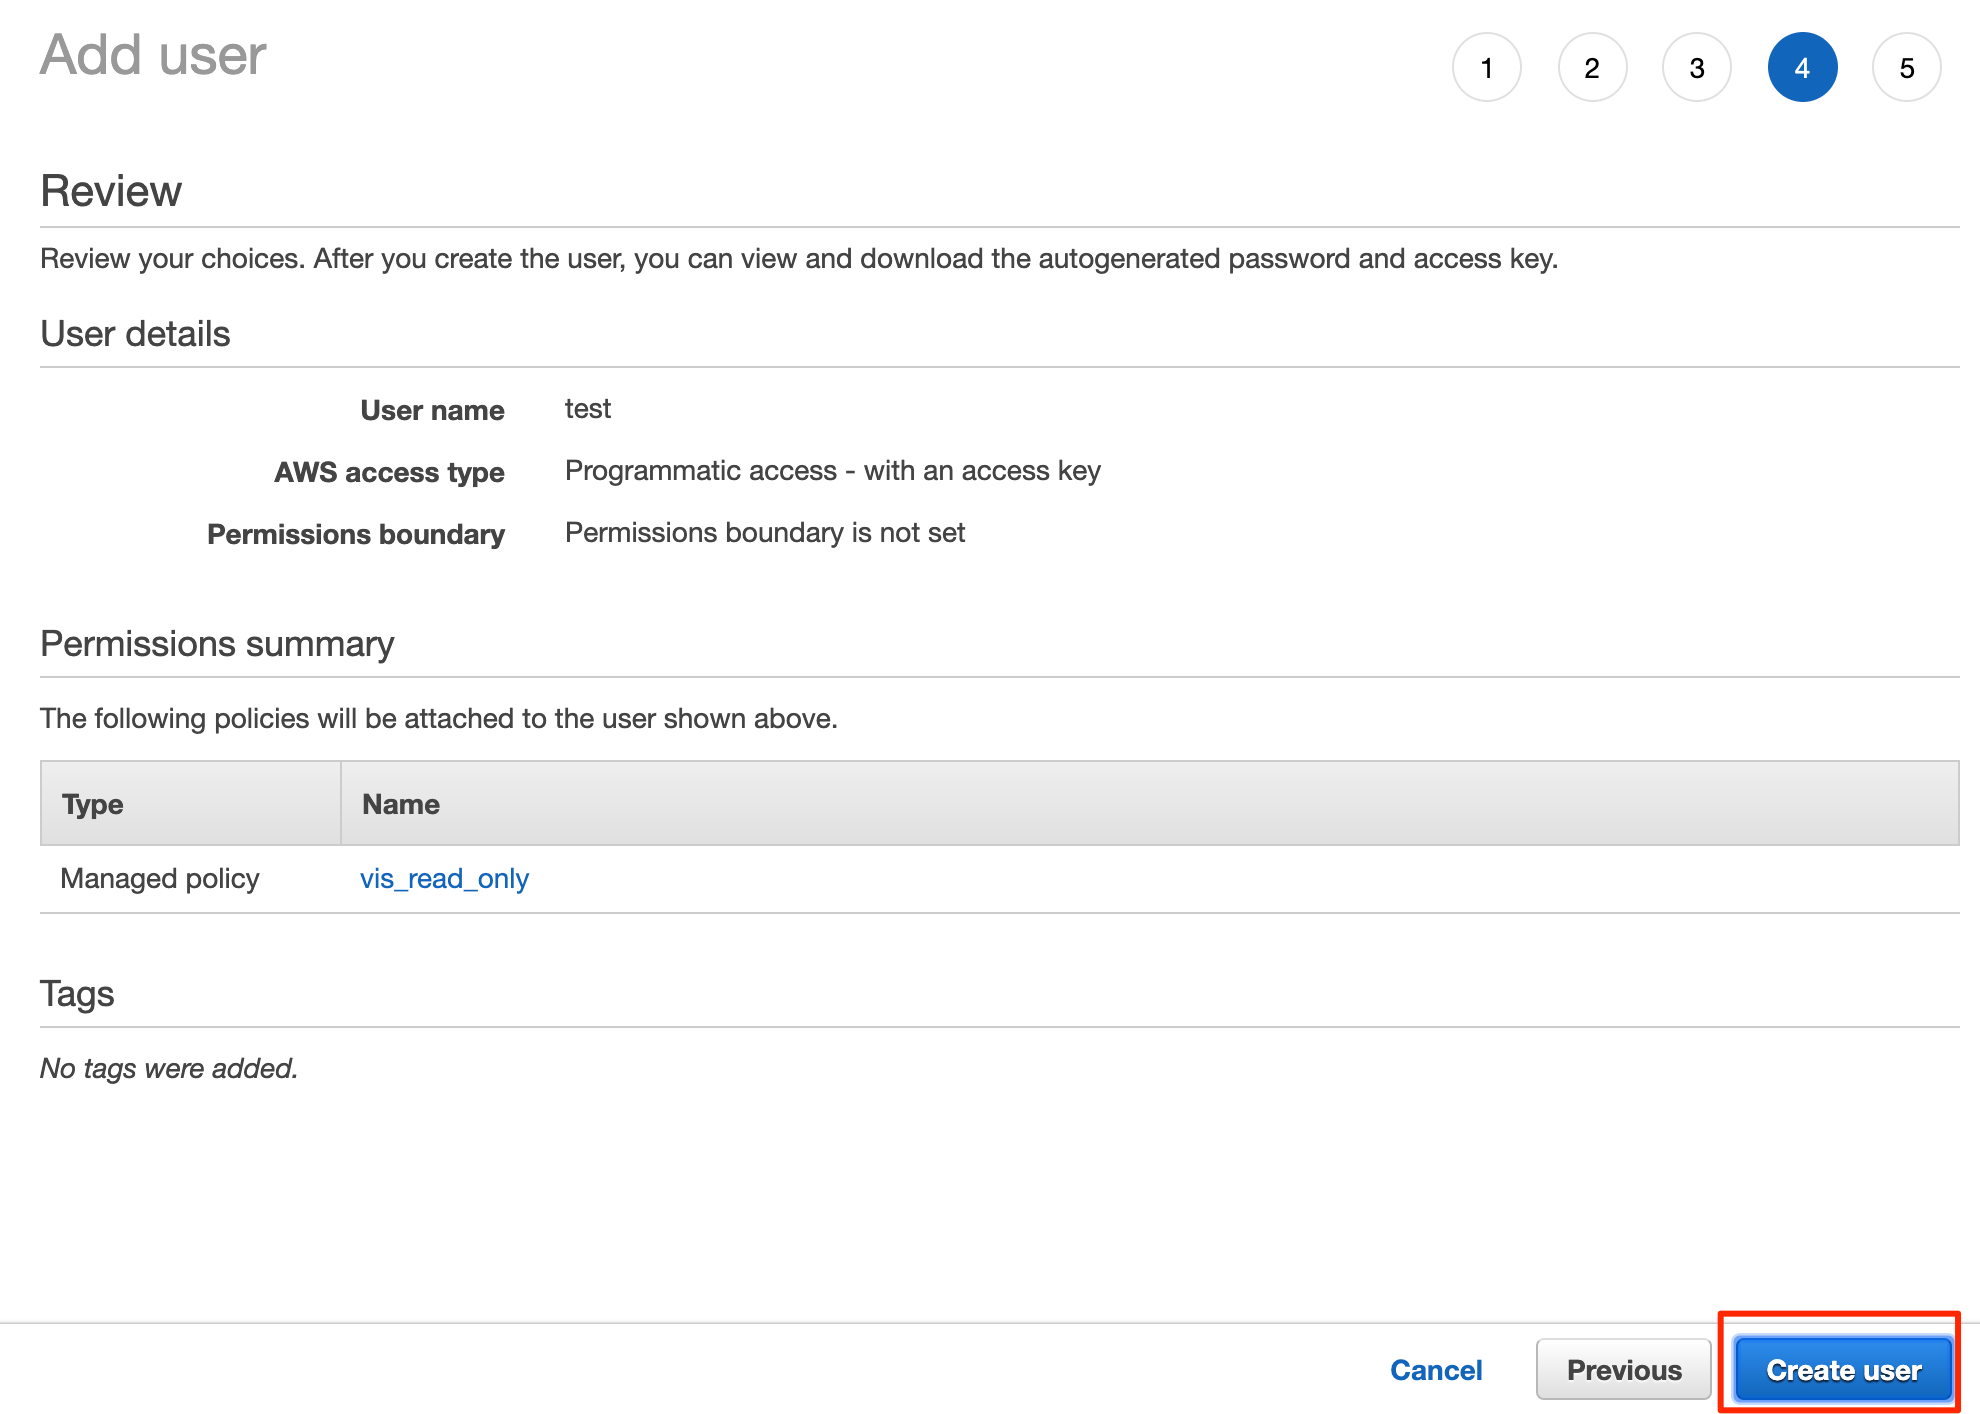 Add user
1 2 3 4 5
Review
Review your choices. After you create the user, you can view and download the autogenerated password and access key.
User details
User name test
AWS access type Programmatic access - with an access key
Permissions boundary Permissions boundary is not set
Permissions summary
The following policies will be attached to the user shown above.
Type Name
Managed policy vis_read_only
Tags
No tags were added.
Cancel Previous Create user